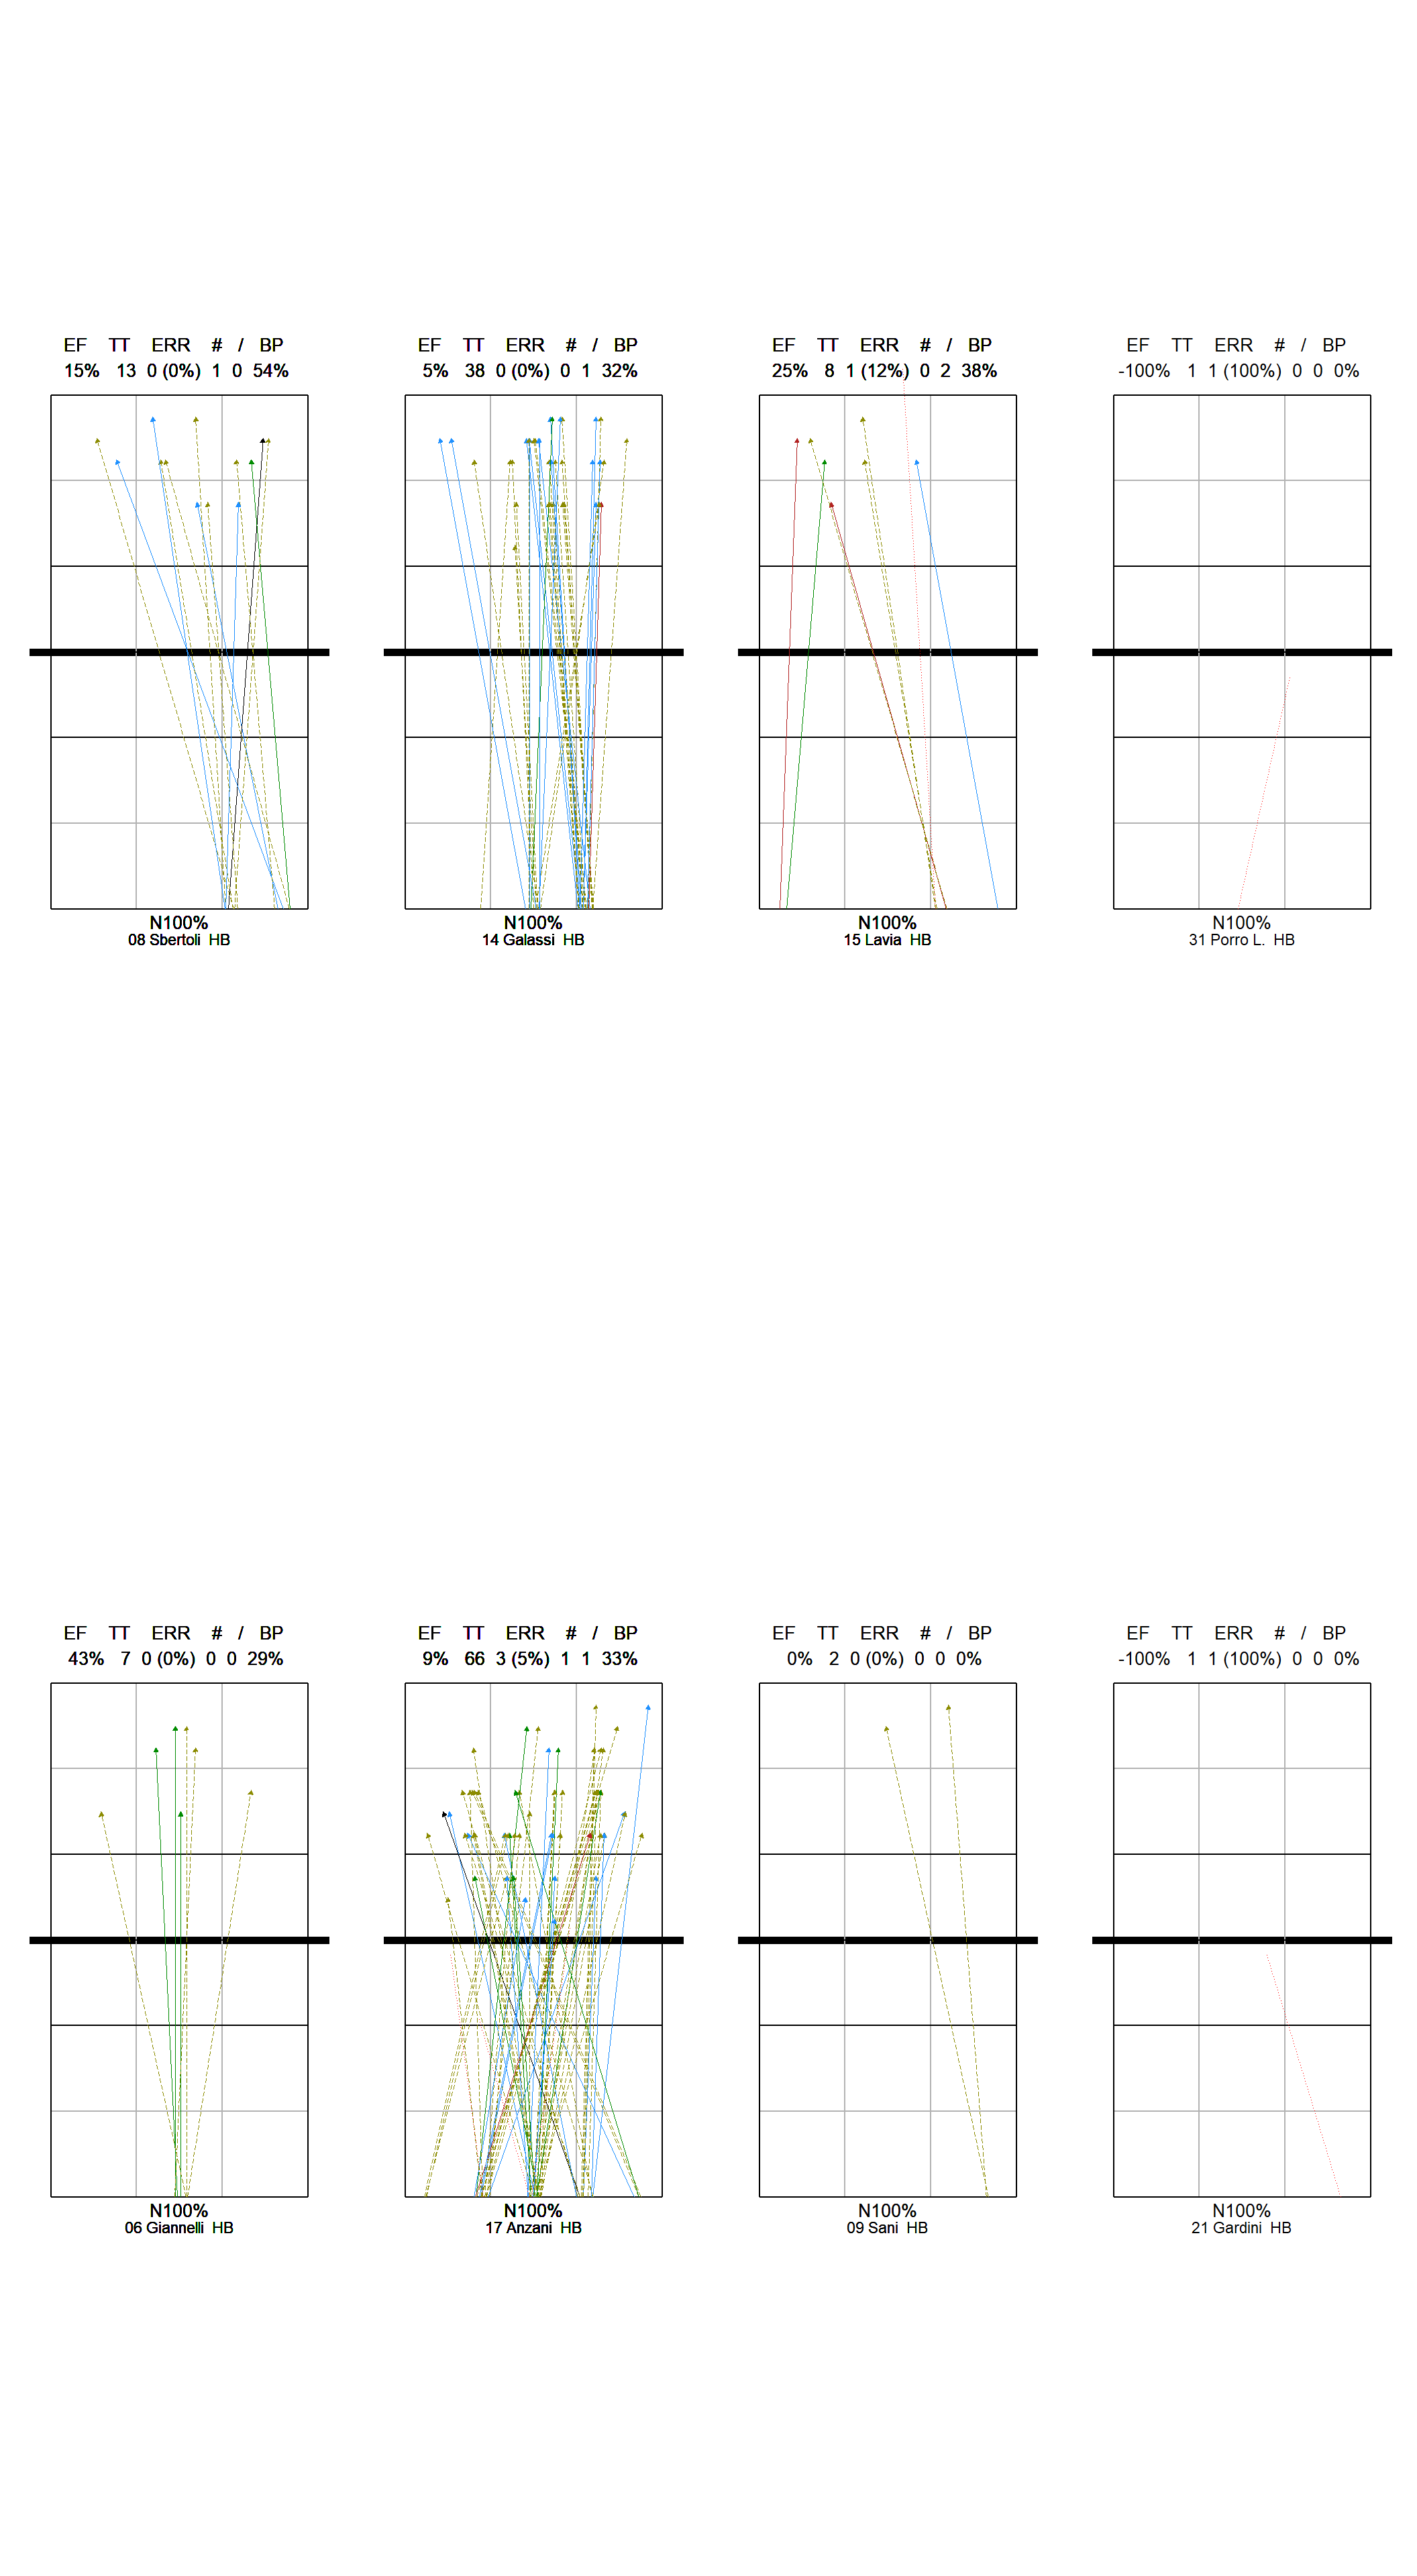 EF TT ERR # / BP
15% 13 0 (0%) 1 0 54%
N100%
08 Sbertoli HB
EF TT ERR # / BP
5% 38 0 (0%) 0 1 32%
N100%
14 Galassi HB
EF TT ERR # / BP
25% 8 1 (12%) 0 2 38%
N100%
15 Lavia HB
EF TT ERR # / BP
-100% 1 1 (100%) 0 0 0%
N100%
31 Porro L. HB
EF TT ERR # / BP
43% 7 0 (0%) 0 0 29%
N100%
06 Giannelli HB
EF TT ERR # / BP
9% 66 3 (5%) 1 1 33%
N100%
17 Anzani HB
EF TT ERR # / BP
0% 2 0 (0%) 0 0 0%
N100%
09 Sani HB
EF TT ERR # / BP
-100% 1 1 (100%) 0 0 0%
N100%
21 Gardini HB